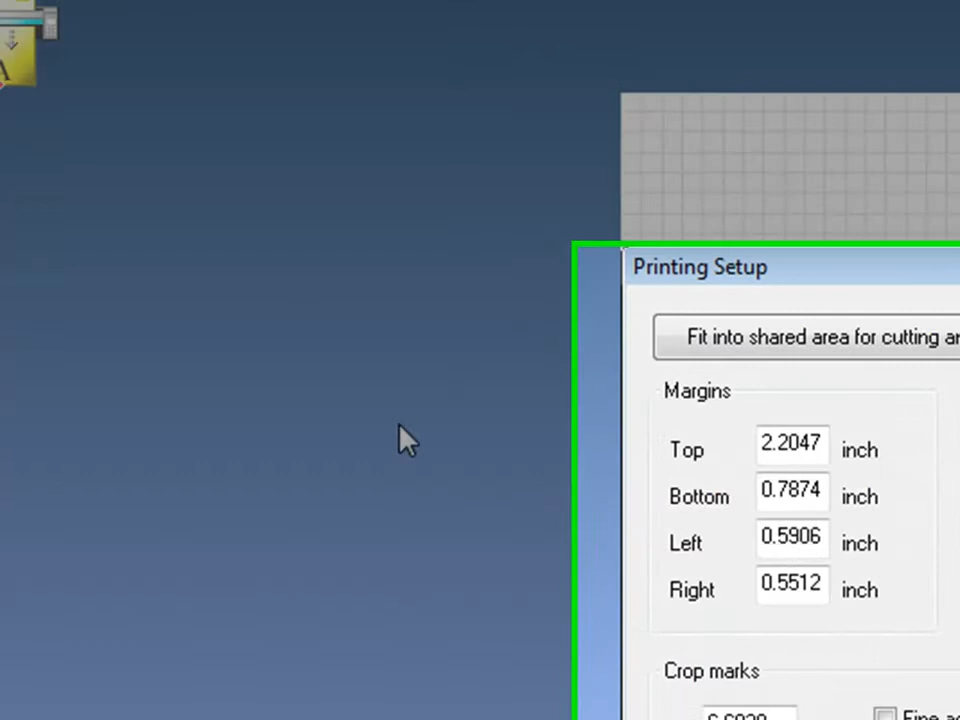 A
Printing Setup
Fit into shared area for cutting
Margins
Top 2.2047 inch
Bottom 0.7874 inch
Left 0.5906 inch
Right 0.5512 inch
Crop marks